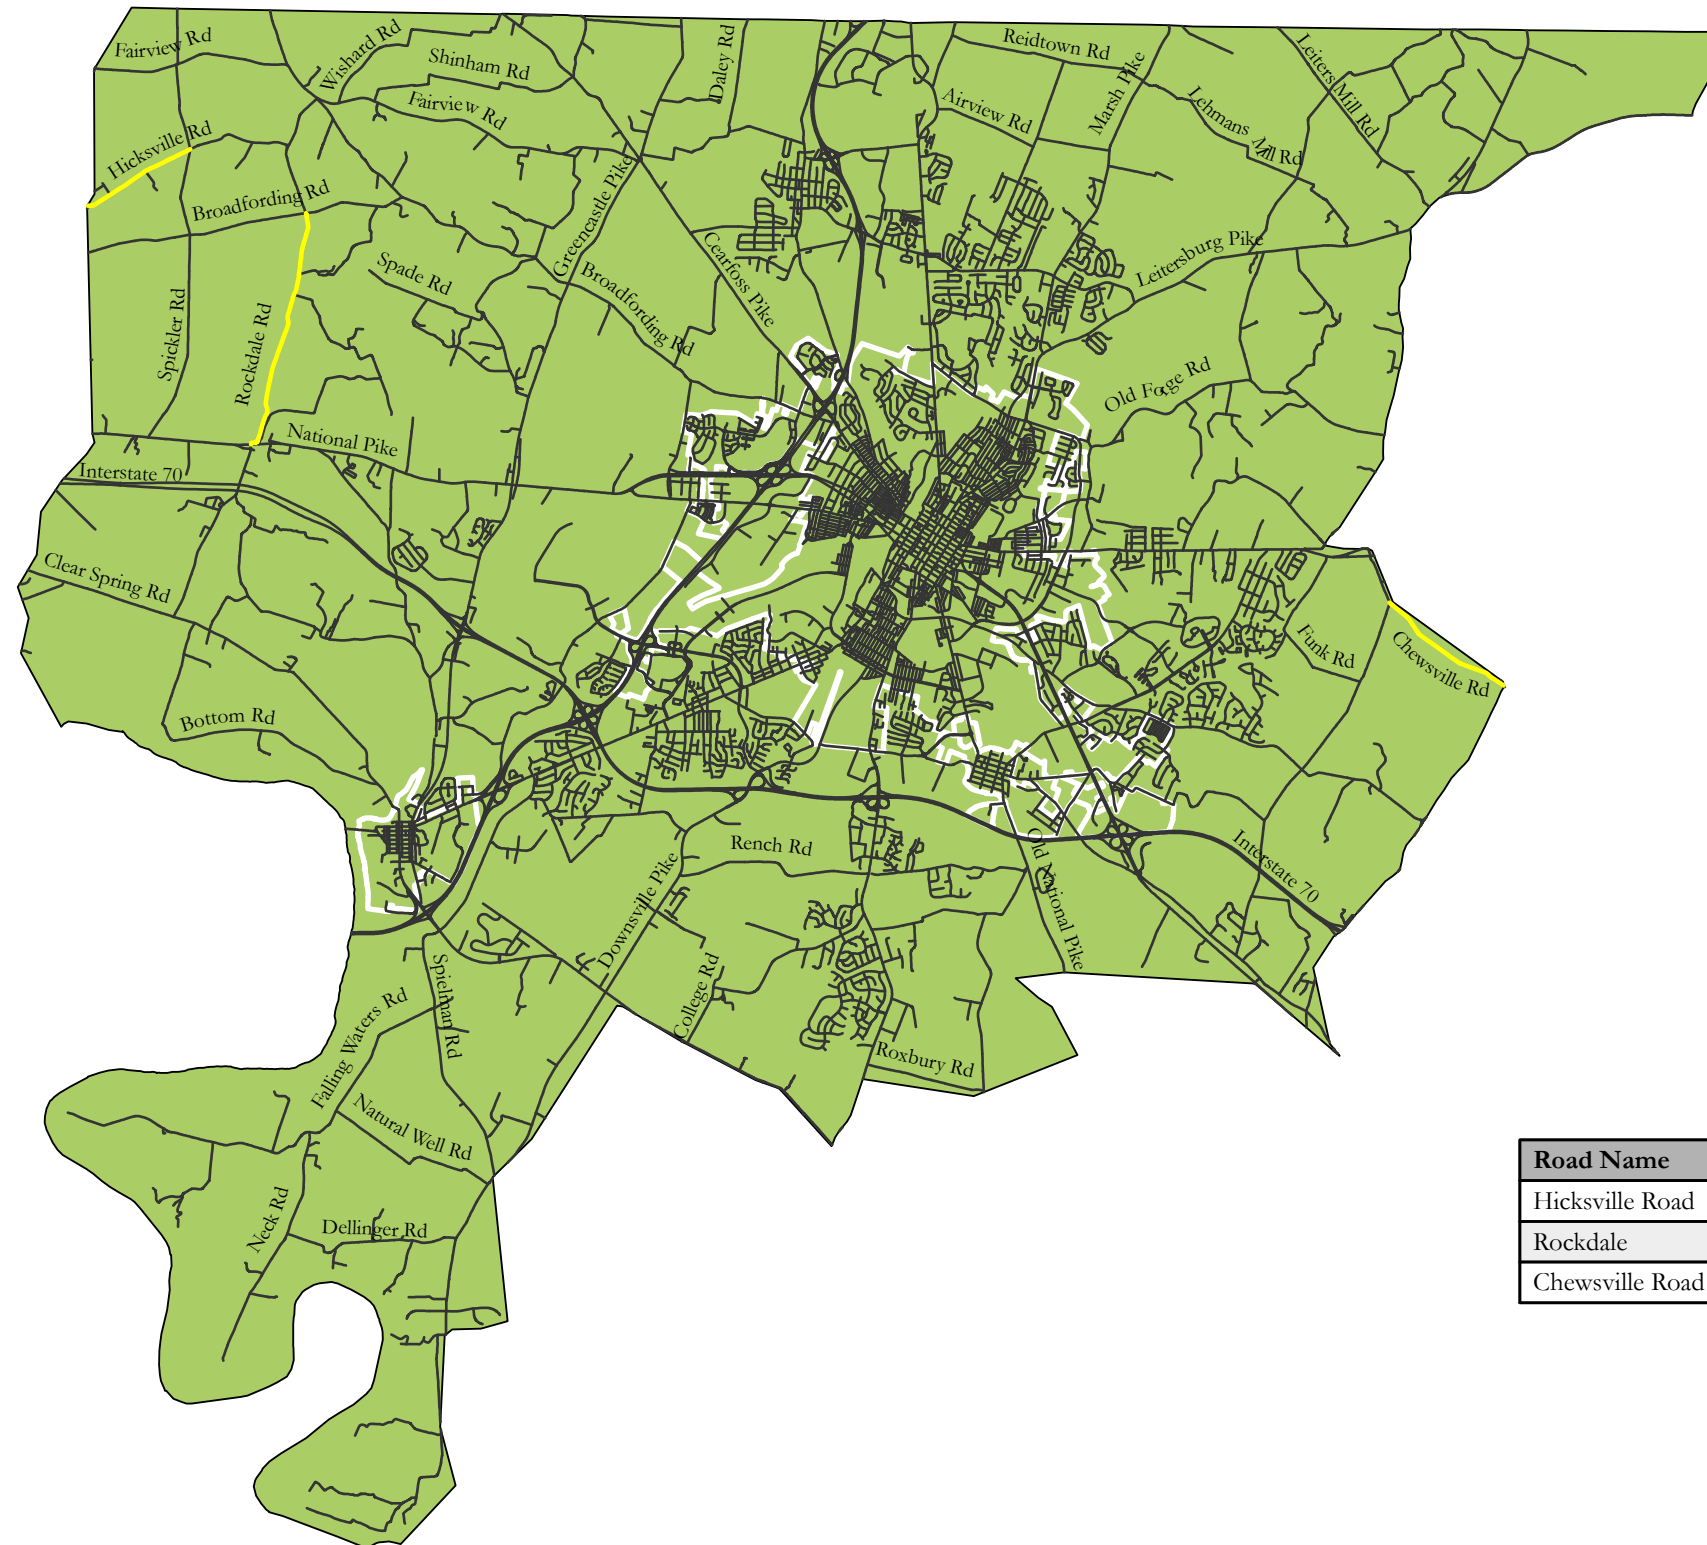 Fairview Rd
Wishard Rd
Shinham Rd
Daley Rd
Reidtown Rd
Marsh Pike
Leiters Mill Rd
Fairview Rd
Airview Rd
Lehmans Mill Rd
Hicksville Rd
Broadfording Rd
Greencastle Pike
Cearfoss Pike
Leitersburg Pike
Spade Rd
Broadfording Rd
Spickler Rd
Rockdale Rd
Old Forge Rd
National Pike
Interstate 70
Clear Spring Rd
Funk Rd
Chewsville Rd
Bottom Rd
Rench Rd
Old National Pike
Interstate 70
Downsville Pike
Spielman Rd
College Rd
Falling Waters Rd
Roxbury Rd
Natural Well Rd
Neck Rd
Dellinger Rd
Road Name
Hicksville Road
Rockdale
Chewsville Road